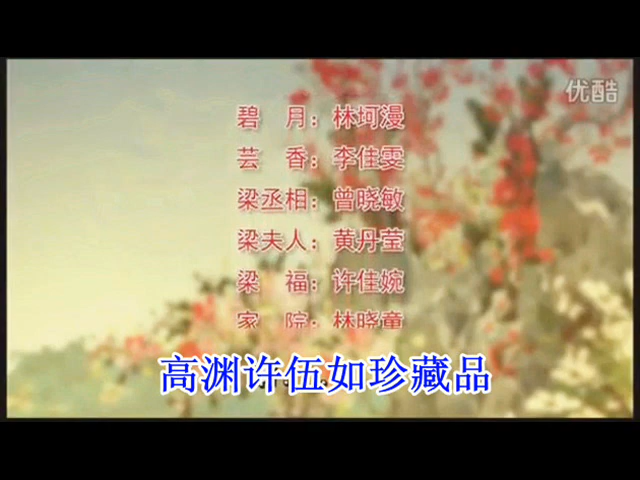 优酷
碧 月：林坷漫
芸 香：李佳雯
梁丞相：曾晓敏
梁夫人：黄丹莹
梁 福：许佳婉
家 院：林晓童
高渊许伍如珍藏品